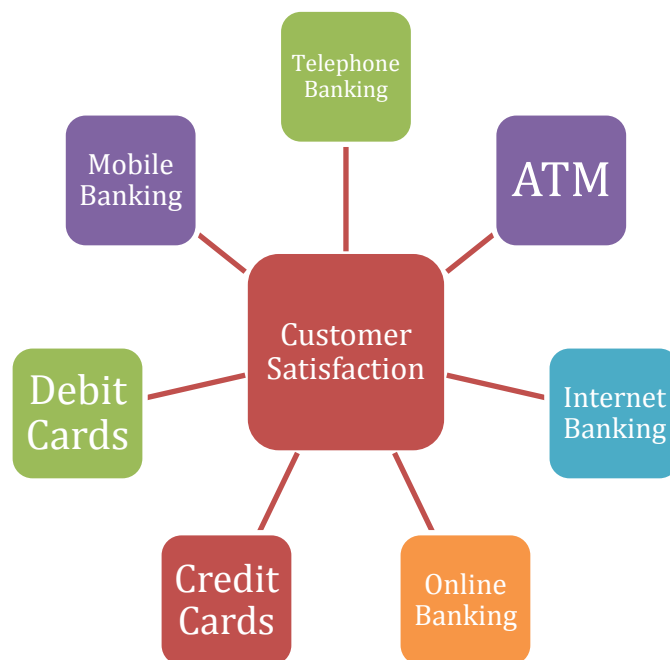 Telephone
Banking
Mobile
Banking
ATM
Customer
Satisfaction
Debit
Cards
Internet
Banking
Credit
Cards
Online
Banking